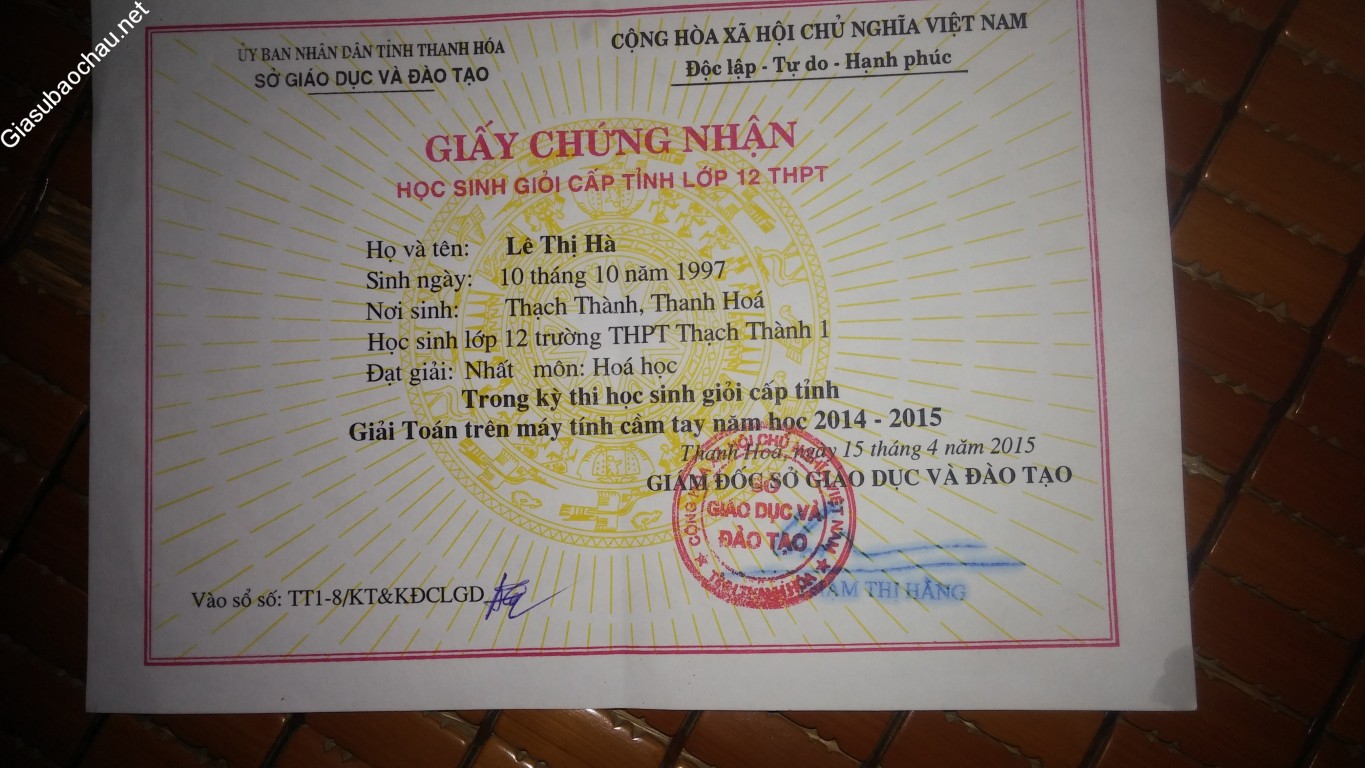 Giasubaochau.net
ỦY BAN NHÂN DÂN TỈNH THANH HÓA
SỞ GIÁO DỤC VÀ ĐÀO TẠO
CỘNG HÒA XÃ HỘI CHỦ NGHĨA VIỆT NAM
Độc lập - Tự do - Hạnh phúc
GIẤY CHỨNG NHẬN
HỌC SINH GIỎI CẤP TỈNH LỚP 12 THPT
Họ và tên: Lê Thị Hà
Sinh ngày: 10 tháng 10 năm 1997
Nơi sinh: Thạch Thành, Thanh Hoá
Học sinh lớp 12 trường THPT Thạch Thành 1
Đạt giải: Nhất môn: Hoá học
Trong kỳ thi học sinh giỏi cấp tỉnh
Giải Toán trên máy tính cầm tay năm học 2014 - 2015
Thanh Hoá, ngày 15 tháng 4 năm 2015
GIÁM ĐỐC SỞ GIÁO DỤC VÀ ĐÀO TẠO
SỞ
GIÁO DỤC VÀ
ĐÀO TẠO
PHẠM THỊ HẰNG
Vào sổ số: TT1-8/KT&KĐCLGD